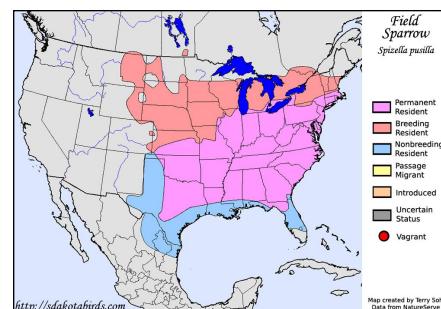 Field
Sparrow
Spizella pusilla
Permanent
Resident
Breeding
Resident
Nonbreeding
Resident
Passage
Migrant
Introduced
Uncertain
Status
Vagrant
http://sdakotabirds.com
Map created by Terry Soh
Data from NatureServe